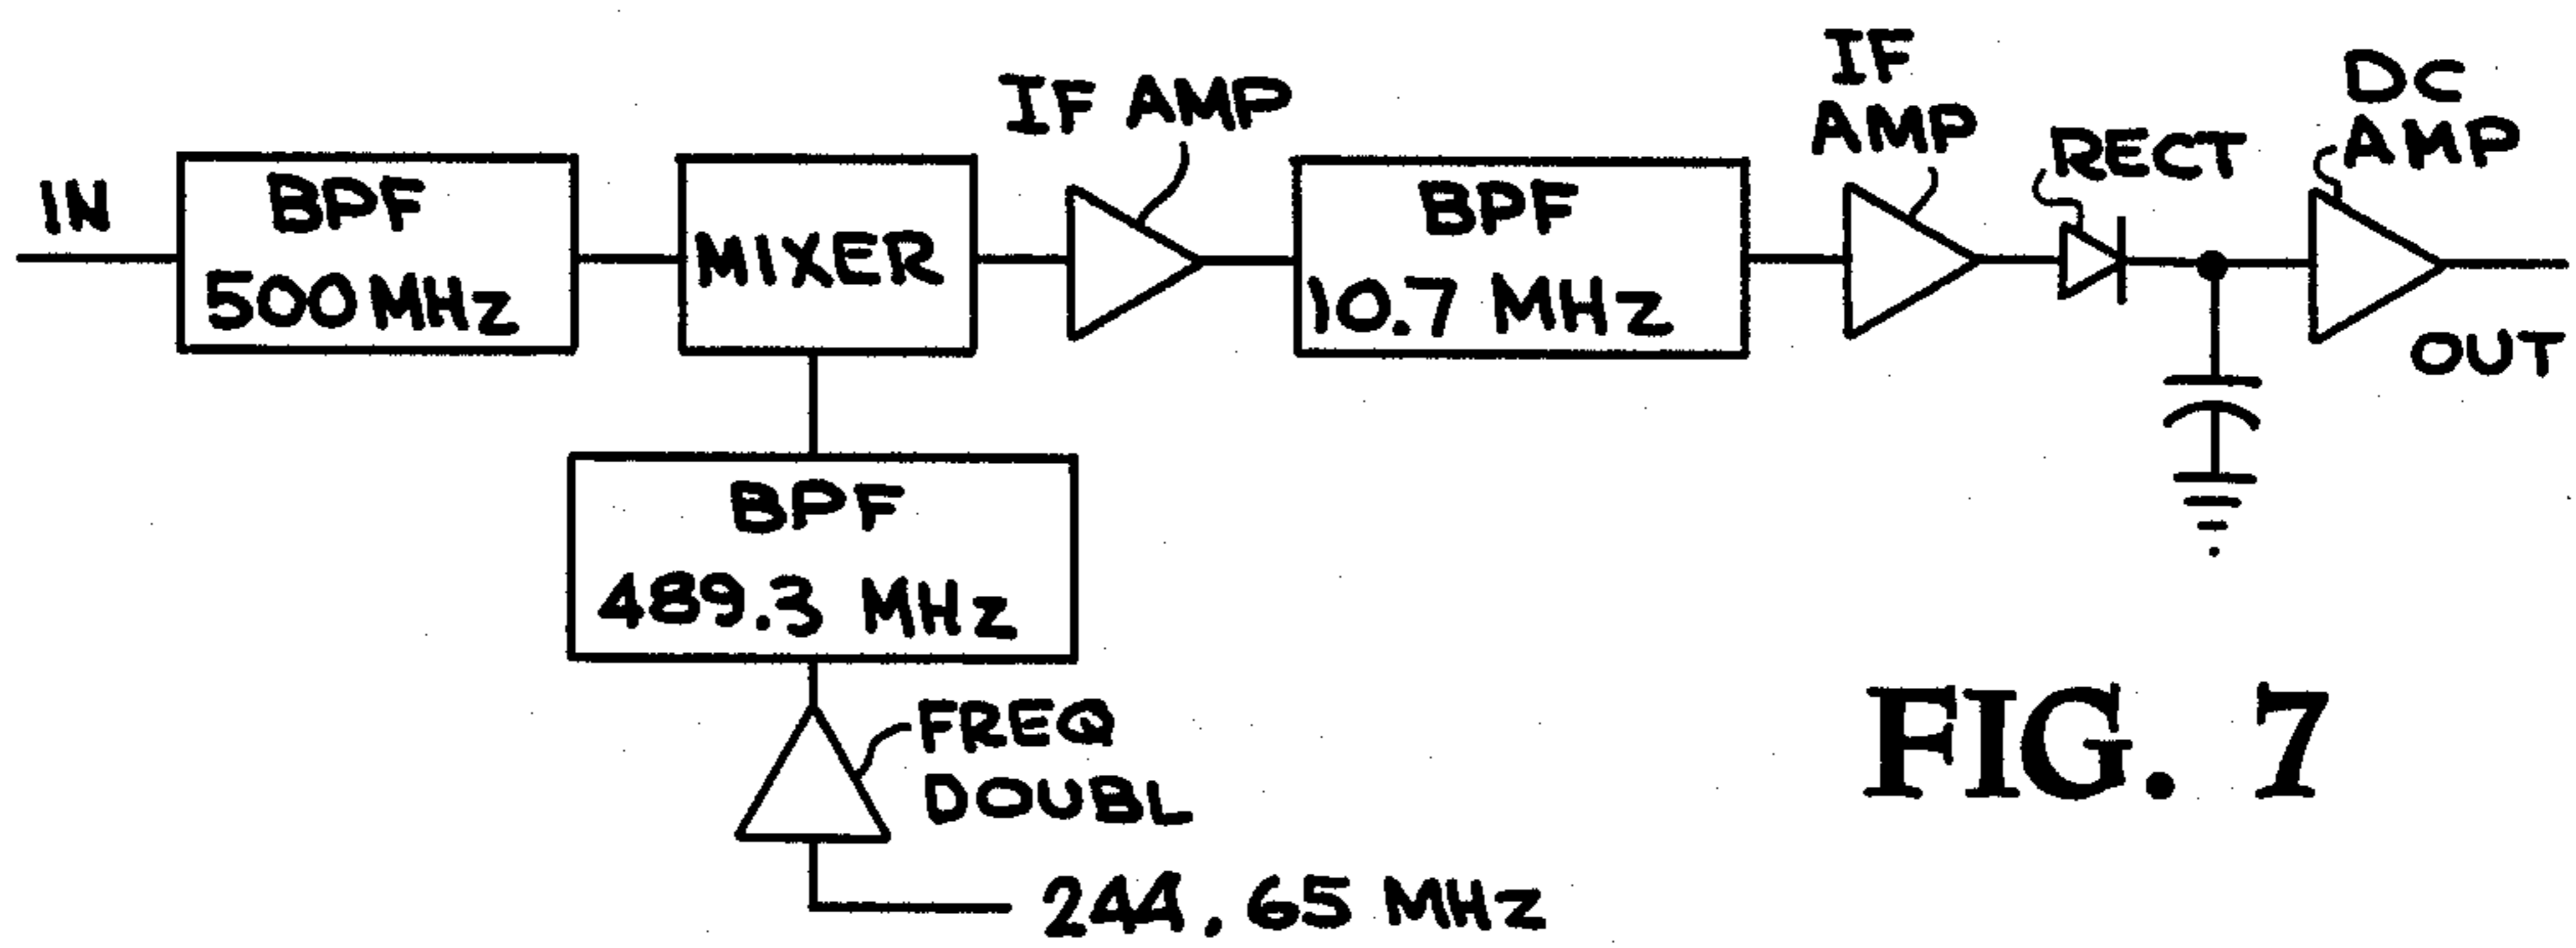 IN
BPF
500 MHz
MIXER
IF AMP
BPF
10.7 MHz
IF
AMP
RECT
DC
AMP
OUT
BPF
489.3 MHz
FREQ
DOUBL
244.65 MHz
FIG. 7